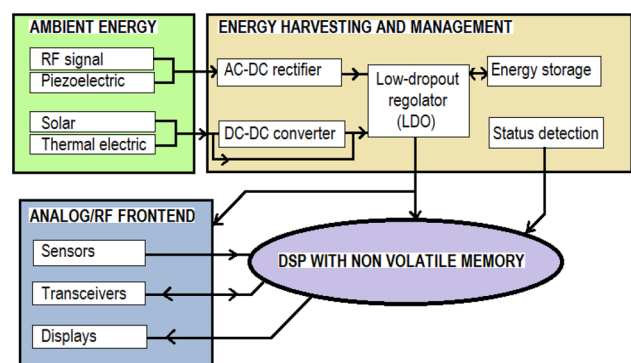 AMBIENT ENERGY
RF signal
Piezoelectric
Solar
Thermal electric
ENERGY HARVESTING AND MANAGEMENT
AC-DC rectifier
DC-DC converter
Low-dropout
regolator
(LDO)
Energy storage
Status detection
ANALOG/RF FRONTEND
Sensors
Transceivers
Displays
DSP WITH NON VOLATILE MEMORY